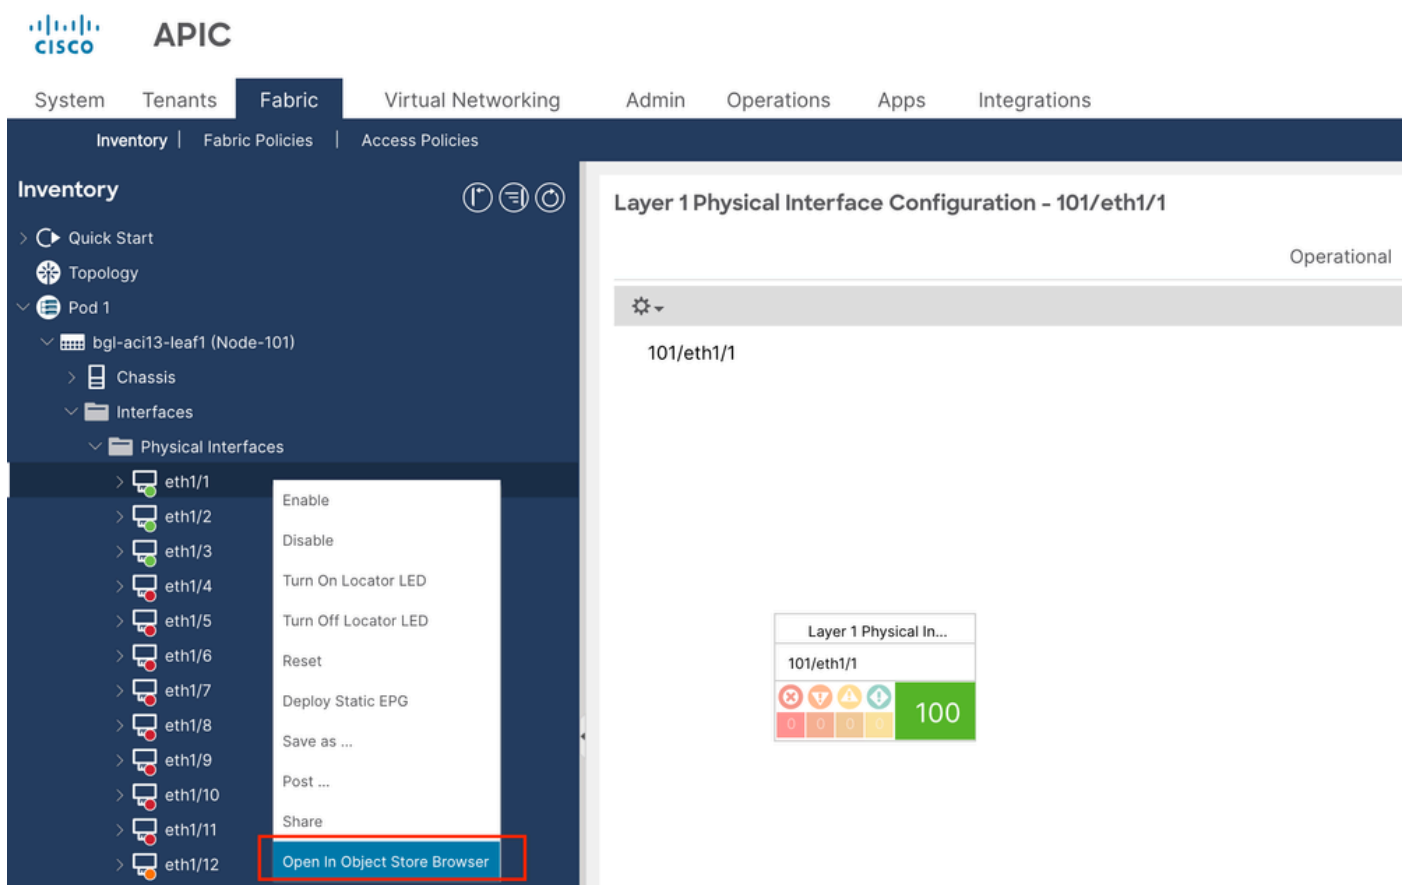 CISCO
APIC
System Tenants Fabric Virtual Networking Admin Operations Apps Integrations
Inventory | Fabric Policies | Access Policies
Inventory
Quick Start
Topology
Pod 1
bgl-aci13-leaf1 (Node-101)
Chassis
Interfaces
Physical Interfaces
eth1/1
eth1/2
eth1/3
eth1/4
eth1/5
eth1/6
eth1/7
eth1/8
eth1/9
eth1/10
eth1/11
eth1/12
Enable
Disable
Turn On Locator LED
Turn Off Locator LED
Reset
Deploy Static EPG
Save as ...
Post ...
Share
Open In Object Store Browser
Layer 1 Physical Interface Configuration - 101/eth1/1
Operational
101/eth1/1
Layer 1 Physical In...
101/eth1/1
0 0 0 0 100